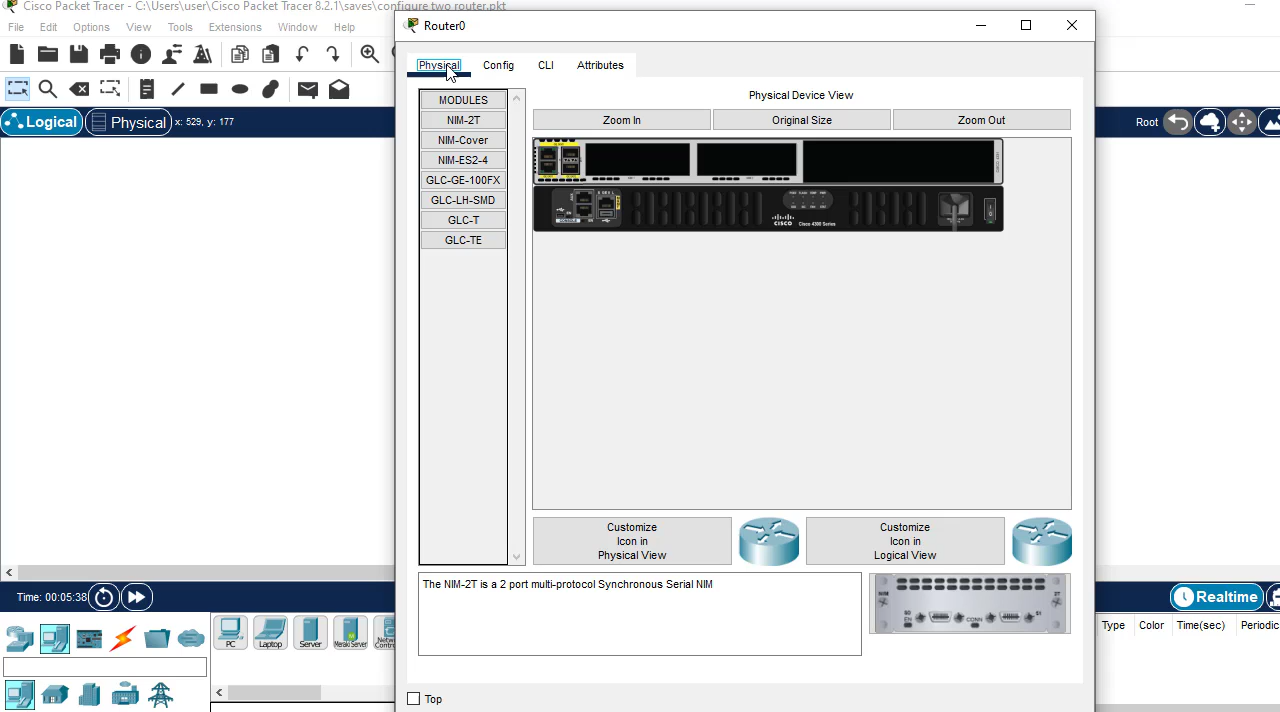 Cisco Packet Tracer - C:\Users\user\Cisco Packet Tracer 8.2.1\saves\configure two router.pkt
File Edit Options View Tools Extensions Window Help
Logical Physical x: 529, y: 177
Root
Router0
Physical Config CLI Attributes
MODULES
NIM-2T
NIM-Cover
NIM-ES2-4
GLC-GE-100FX
GLC-LH-SMD
GLC-T
GLC-TE
Physical Device View
Zoom In Original Size Zoom Out
CISCO Cisco 4300 Series
Customize
Icon in
Physical View
Customize
Icon in
Logical View
The NIM-2T is a 2 port multi-protocol Synchronous Serial NIM
Top
Time: 00:05:38
Realtime
PC Laptop Server Meraki Server
Type Color Time(sec) Periodic